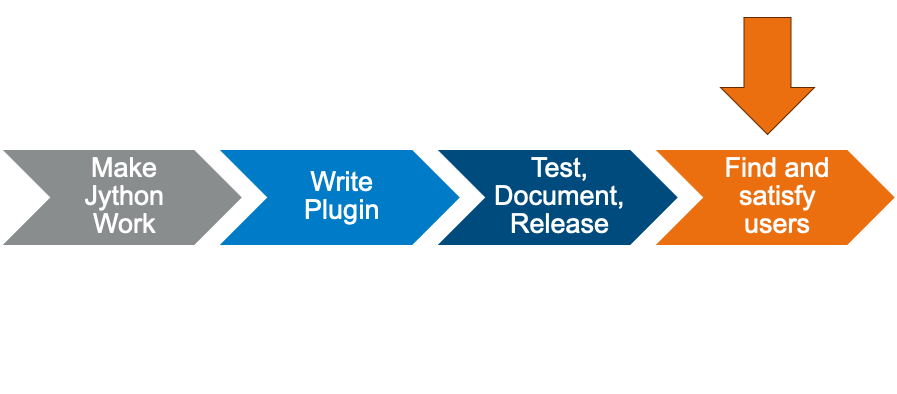 Make
Jython
Work
Write
Plugin
Test,
Document,
Release
Find and
satisfy
users